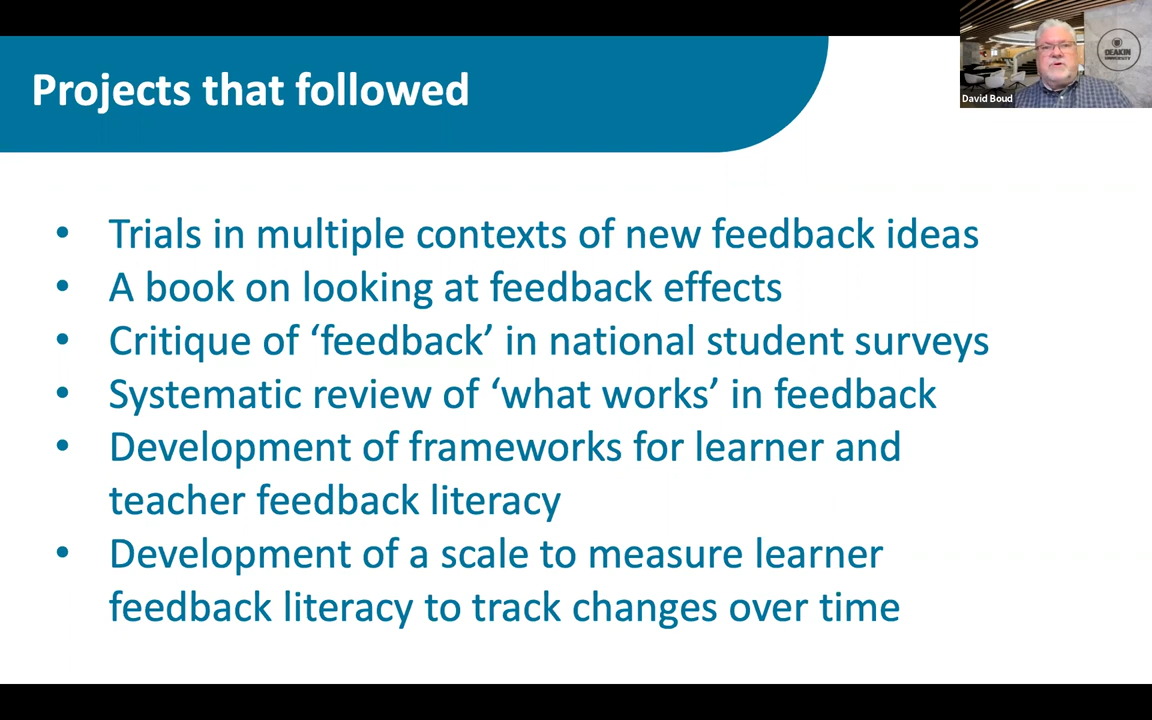 Projects that followed
DEAKIN
UNIVERSITY
David Boud
• Trials in multiple contexts of new feedback ideas
• A book on looking at feedback effects
• Critique of ‘feedback’ in national student surveys
• Systematic review of ‘what works’ in feedback
• Development of frameworks for learner and
teacher feedback literacy
• Development of a scale to measure learner
feedback literacy to track changes over time